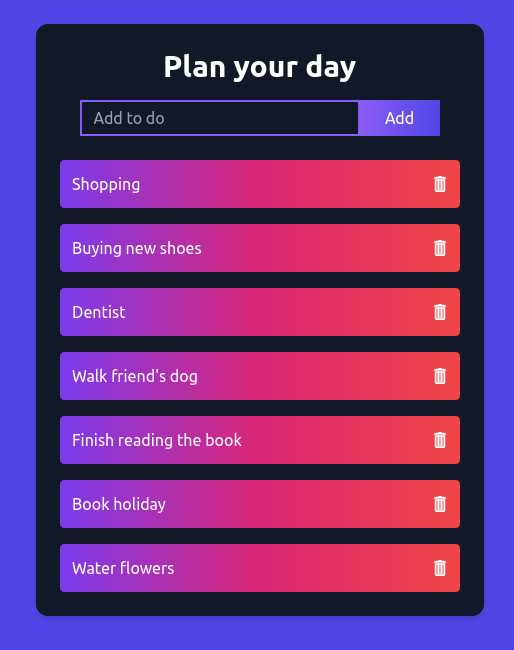 Plan your day
Add to do
Add
Shopping
Buying new shoes
Dentist
Walk friend's dog
Finish reading the book
Book holiday
Water flowers